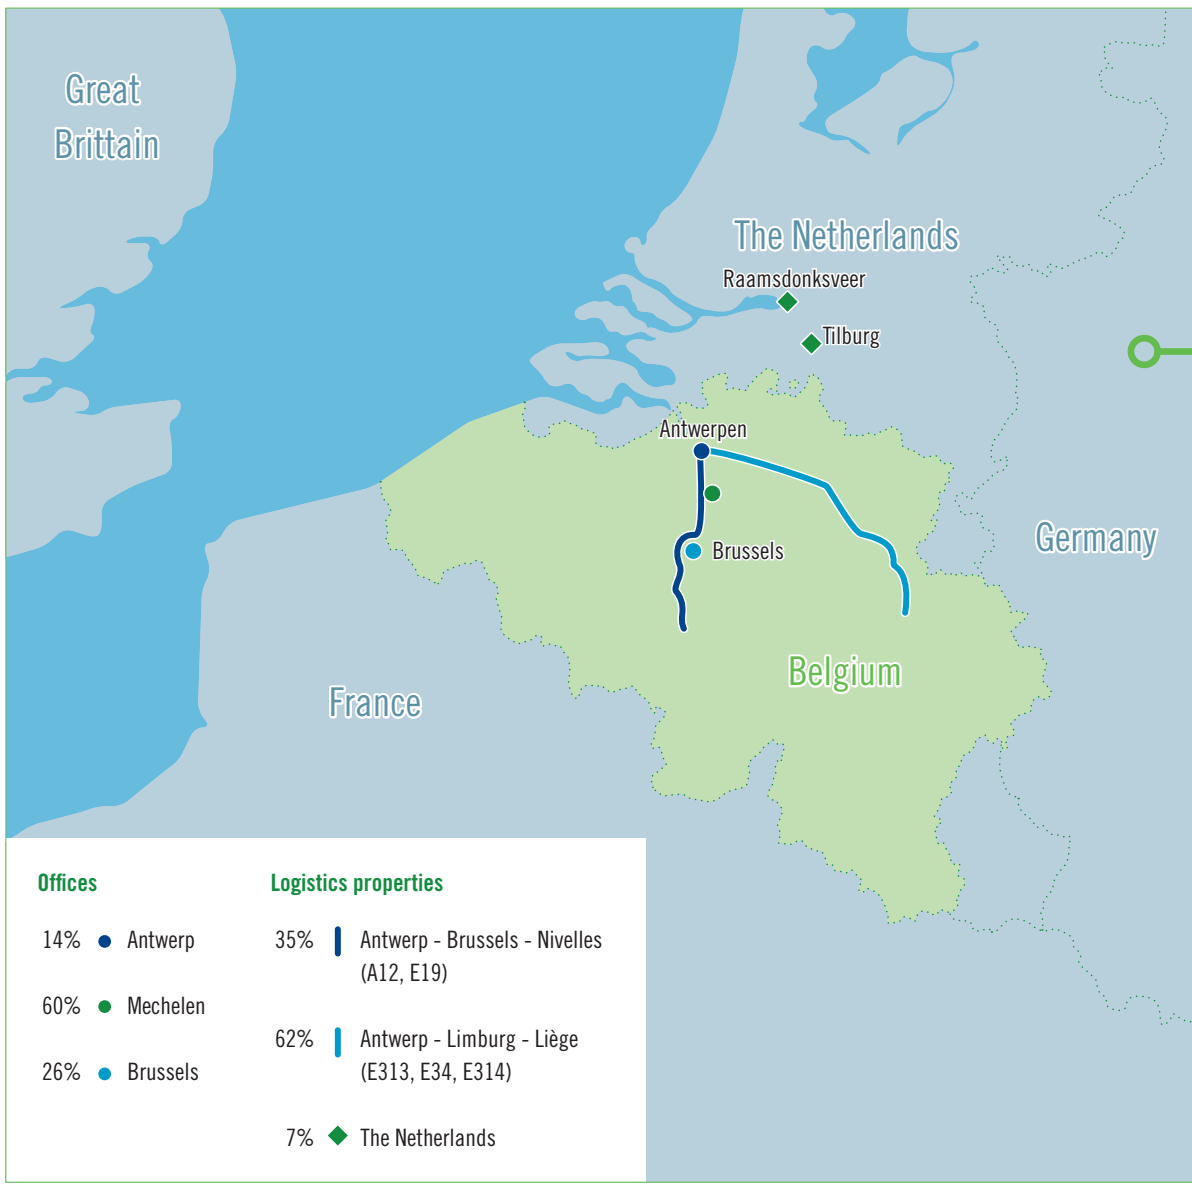 Great
Brittain
The Netherlands
Raamsdonksveer
Tilburg
Antwerpen
Brussels
Germany
Belgium
France
Offices
14% Antwerp
60% Mechelen
26% Brussels
Logistics properties
35% Antwerp - Brussels - Nivelles
(A12, E19)
62% Antwerp - Limburg - Liège
(E313, E34, E314)
7% The Netherlands